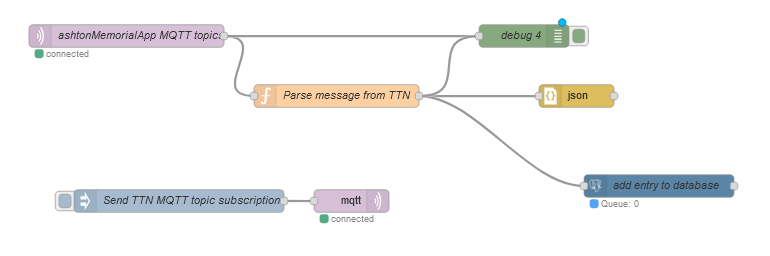 ashtonMemorialApp MQTT topics
debug 4
connected
Parse message from TTN
json
add entry to database
Queue: 0
Send TTN MQTT topic subscription
mqtt
connected